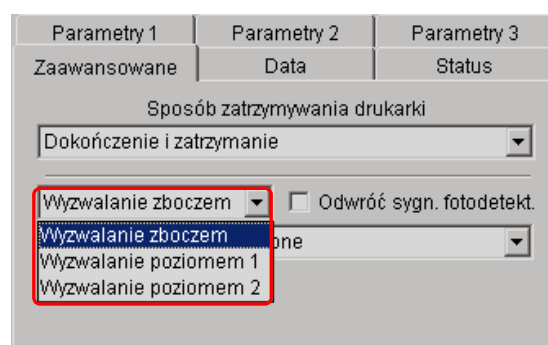 Parametry 1 Parametry 2 Parametry 3
Zaawansowane Data Status
Sposób zatrzymywania drukarki
Dokończenie i zatrzymanie
Wyzwalanie zboczem Odwróć sygn. fotodetekt.
Wyzwalanie zboczem
Wyzwalanie poziomem 1
Wyzwalanie poziomem 2